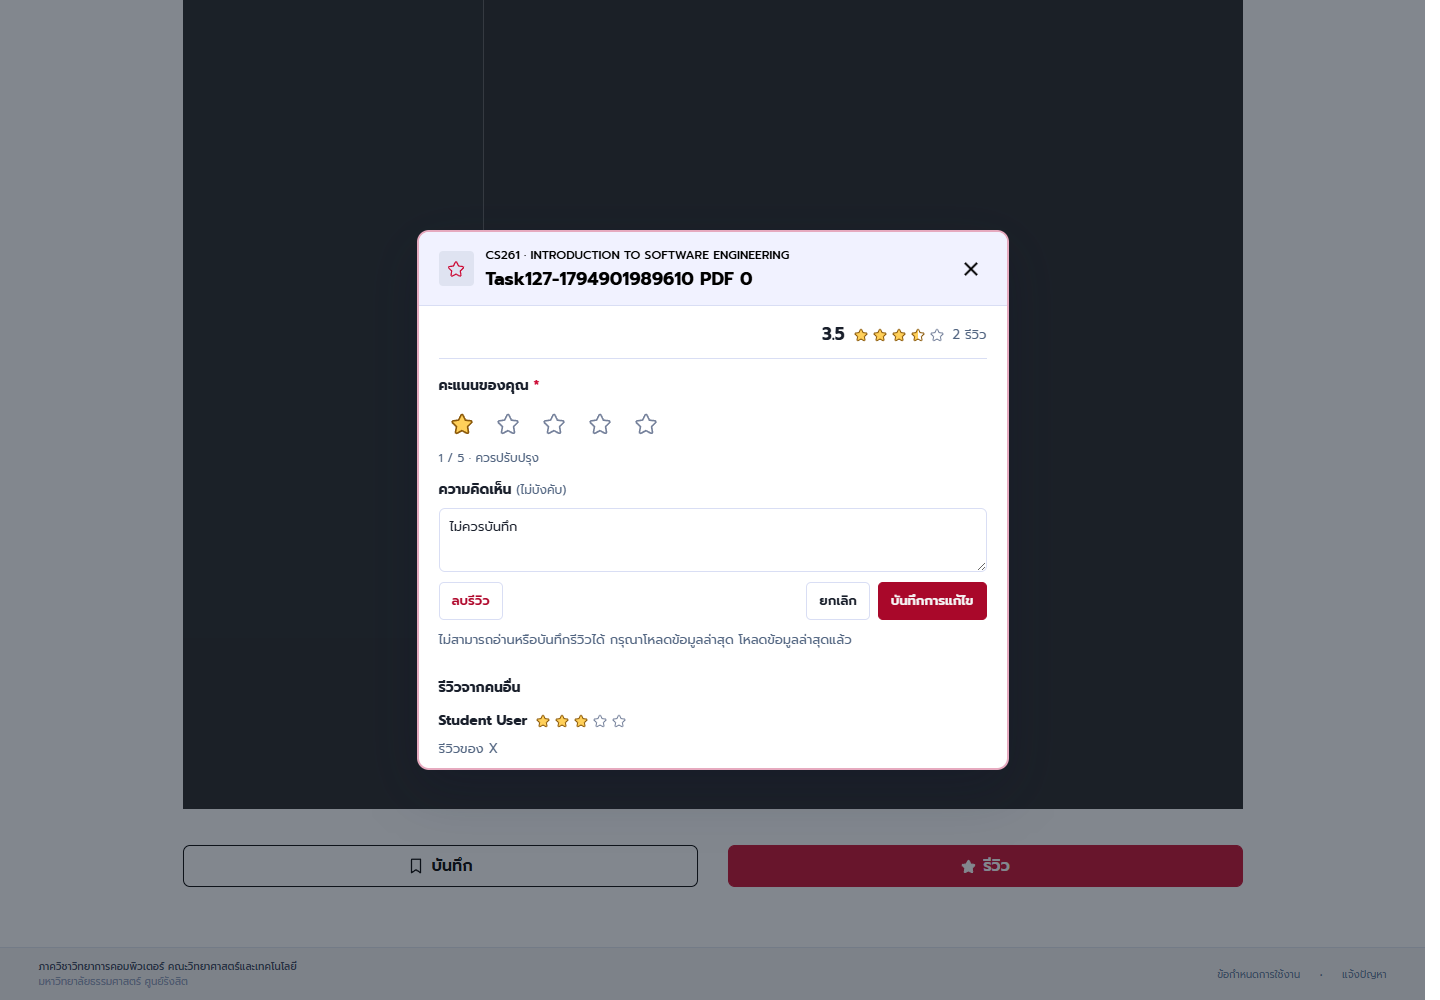 CS261 · INTRODUCTION TO SOFTWARE ENGINEERING
Task127-1794901989610 PDF 0
3.5 2 รีวิว
คะแนนของคุณ *
1 / 5 · ควรปรับปรุง
ความคิดเห็น (ไม่บังคับ)
ไม่ควรบันทึก
ลบรีวิว ยกเลิก บันทึกการแก้ไข
ไม่สามารถอ่านหรือบันทึกรีวิวได้ กรุณาโหลดข้อมูลล่าสุด โหลดข้อมูลล่าสุดแล้ว
รีวิวจากคนอื่น
Student User
รีวิวของ X
บันทึก รีวิว
ภาควิชาวิทยาการคอมพิวเตอร์ คณะวิทยาศาสตร์และเทคโนโลยี
มหาวิทยาลัยธรรมศาสตร์ ศูนย์รังสิต
ข้อกำหนดการใช้งาน · แจ้งปัญหา